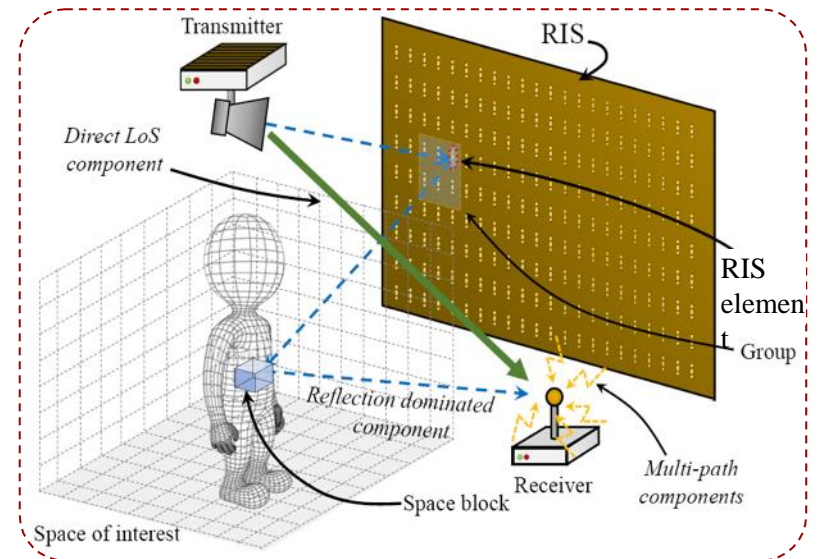 Transmitter
RIS
Direct LoS
component
RIS
elemen
t
Group
Reflection dominated
component
Multi-path
components
Receiver
Space block
Space of interest